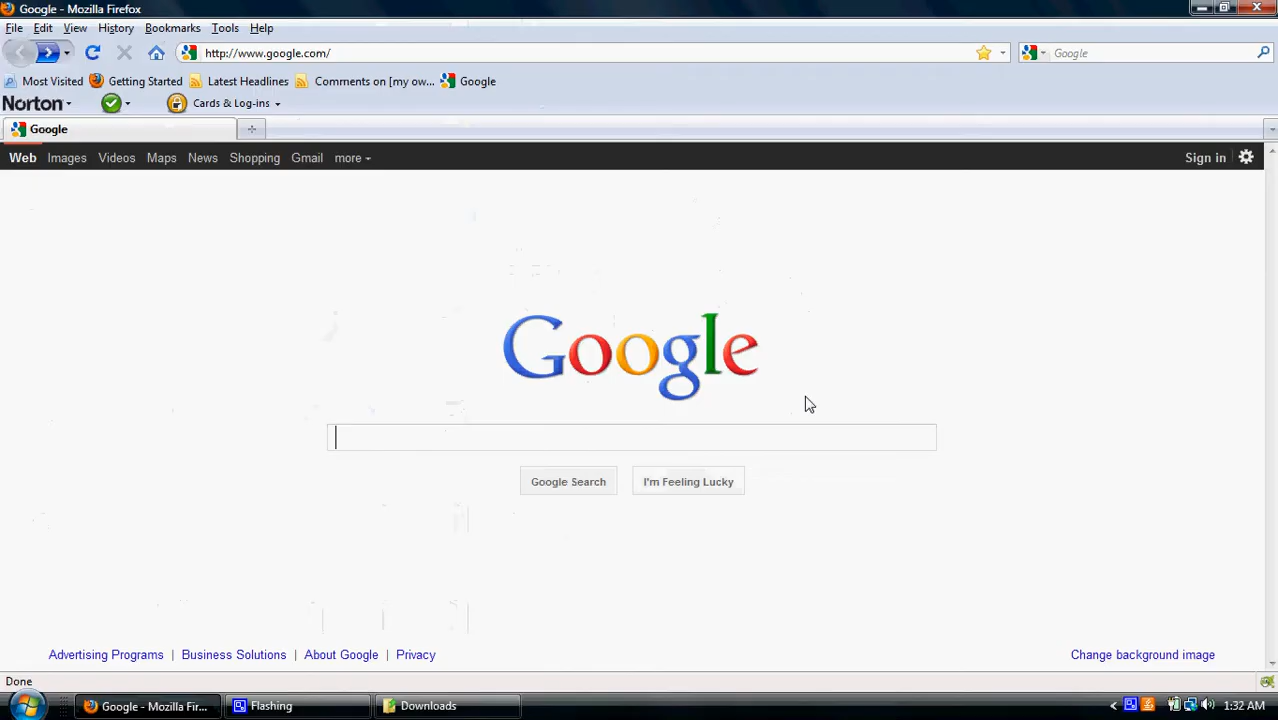 Google - Mozilla Firefox
File Edit View History Bookmarks Tools Help
http://www.google.com/ Google
Most Visited Getting Started Latest Headlines Comments on [my ow... Google
Norton Cards & Log-ins
Google
Web Images Videos Maps News Shopping Gmail more Sign in
Google
Google Search I'm Feeling Lucky
Advertising Programs | Business Solutions | About Google | Privacy Change background image
Done
Google - Mozilla Fir... Flashing Downloads 1:32 AM